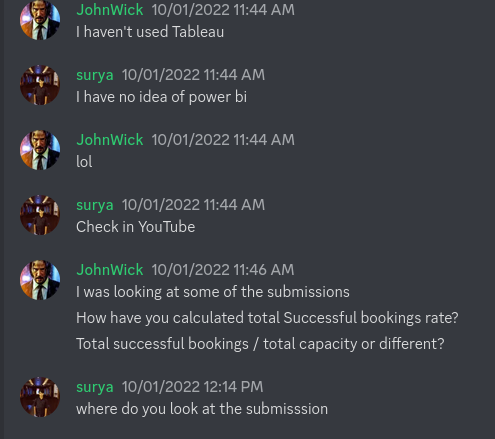 JohnWick 10/01/2022 11:44 AM
I haven't used Tableau
surya 10/01/2022 11:44 AM
I have no idea of power bi
JohnWick 10/01/2022 11:44 AM
lol
surya 10/01/2022 11:44 AM
Check in YouTube
JohnWick 10/01/2022 11:46 AM
I was looking at some of the submissions
How have you calculated total Successful bookings rate?
Total successful bookings / total capacity or different?
surya 10/01/2022 12:14 PM
where do you look at the submisssion